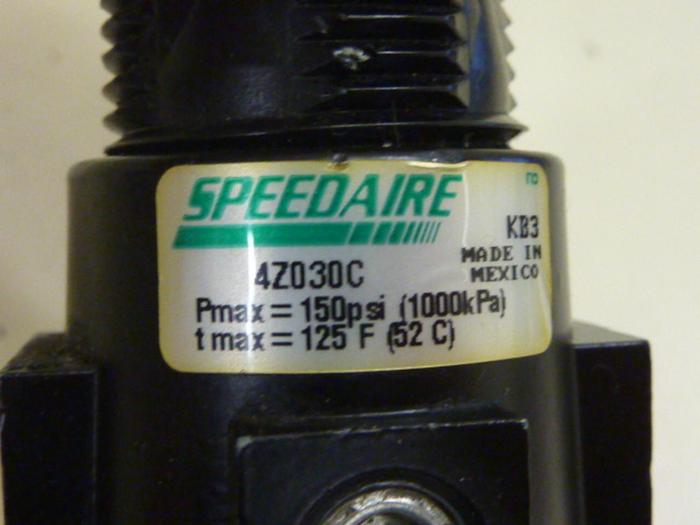 SPEEDAIRE
KB3
MADE IN
MEXICO
4Z030C
Pmax = 150psi (1000kPa)
t max = 125 F (52 C)